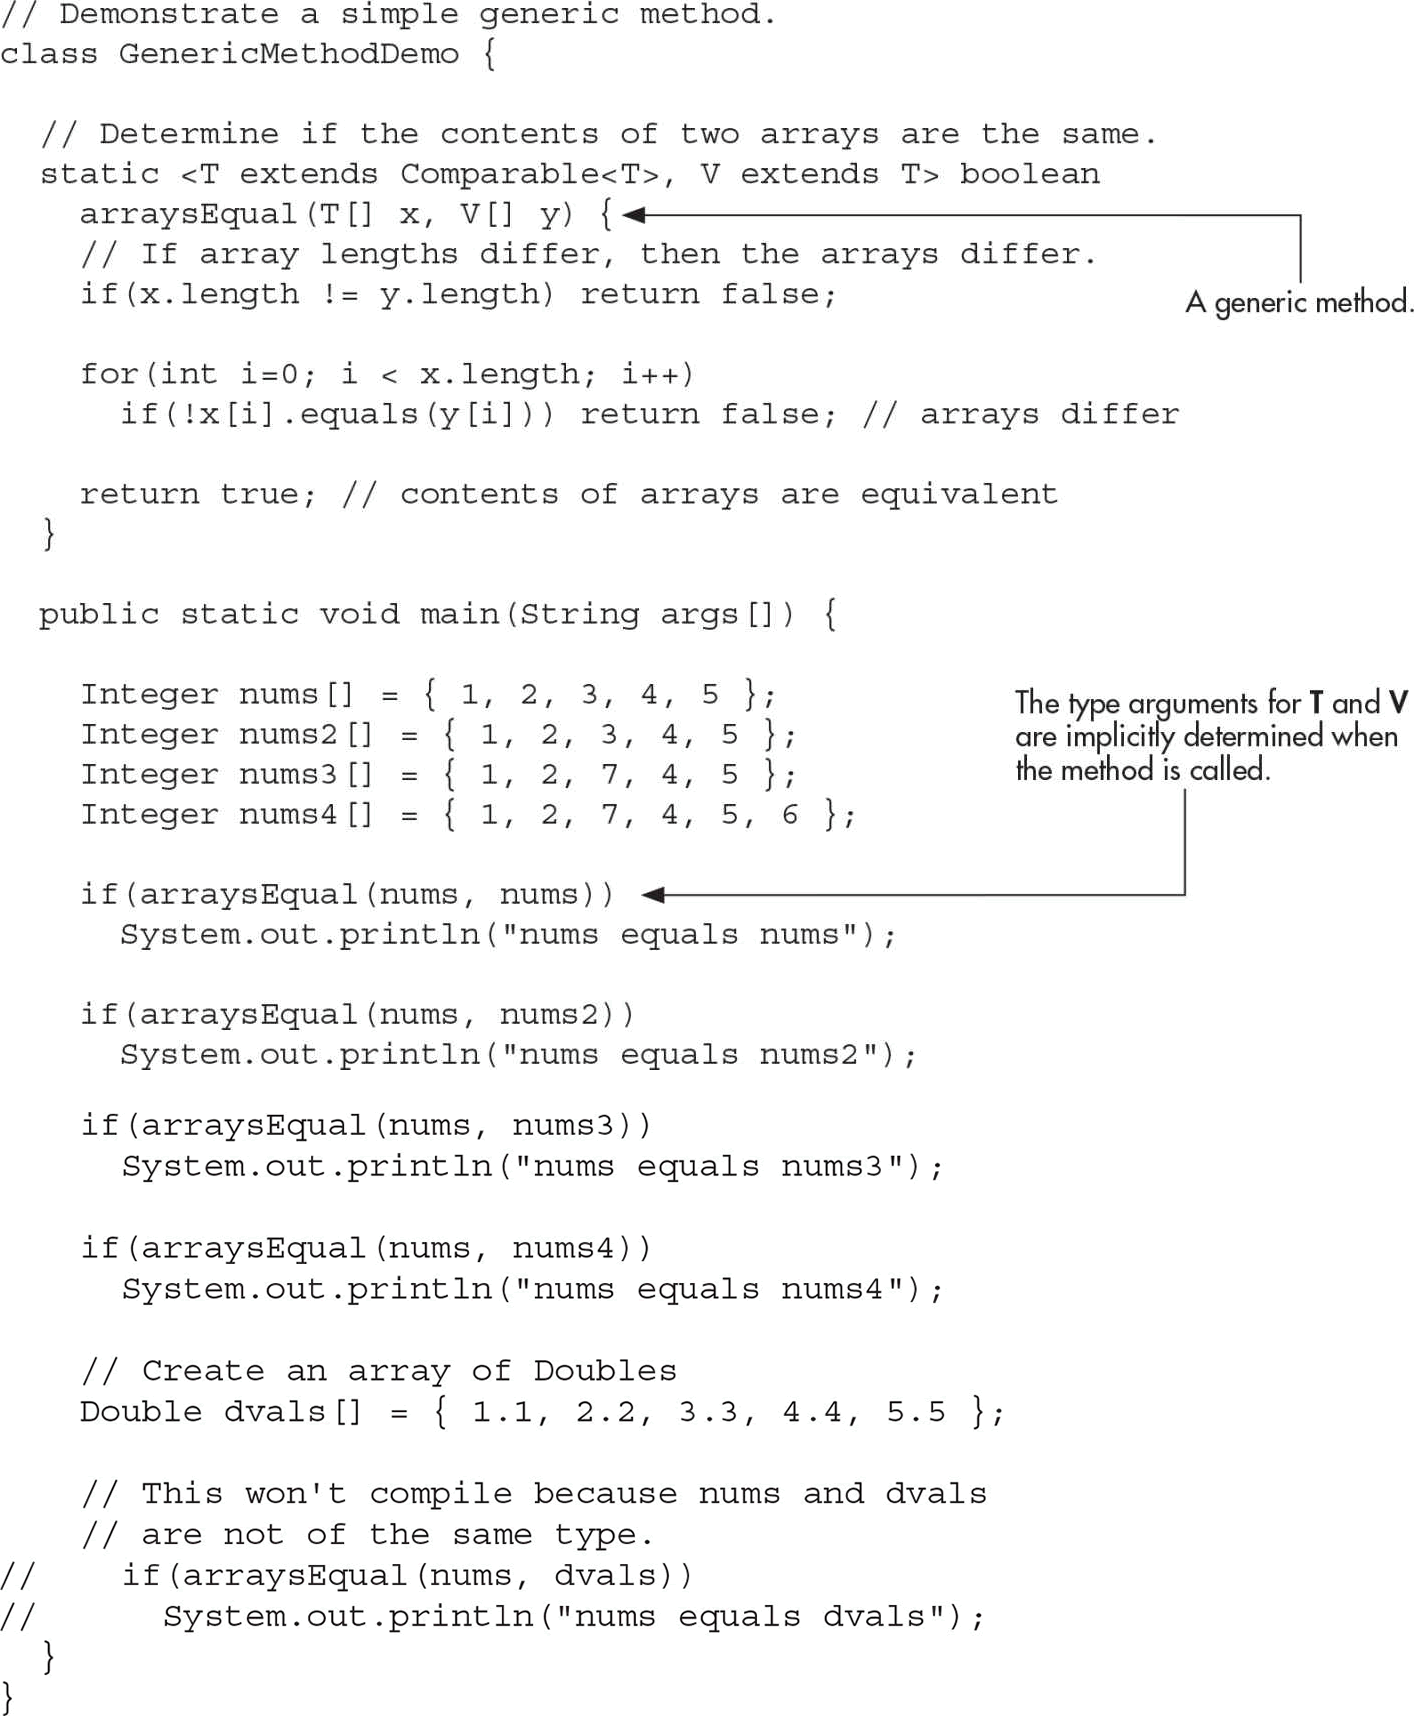 // Demonstrate a simple generic method.
class GenericMethodDemo {
  // Determine if the contents of two arrays are the same.
  static <T extends Comparable<T>, V extends T> boolean
    arraysEqual(T[] x, V[] y) {
    // If array lengths differ, then the arrays differ.
    if(x.length != y.length) return false;
A generic method.
    for(int i=0; i < x.length; i++)
      if(!x[i].equals(y[i])) return false; // arrays differ
    return true; // contents of arrays are equivalent
  }
  public static void main(String args[]) {
    Integer nums[] = { 1, 2, 3, 4, 5 };
    Integer nums2[] = { 1, 2, 3, 4, 5 };
    Integer nums3[] = { 1, 2, 7, 4, 5 };
    Integer nums4[] = { 1, 2, 7, 4, 5, 6 };
The type arguments for T and V
are implicitly determined when
the method is called.
    if(arraysEqual(nums, nums))
      System.out.println("nums equals nums");
    if(arraysEqual(nums, nums2))
      System.out.println("nums equals nums2");
    if(arraysEqual(nums, nums3))
      System.out.println("nums equals nums3");
    if(arraysEqual(nums, nums4))
      System.out.println("nums equals nums4");
    // Create an array of Doubles
    Double dvals[] = { 1.1, 2.2, 3.3, 4.4, 5.5 };
    // This won't compile because nums and dvals
    // are not of the same type.
//    if(arraysEqual(nums, dvals))
//      System.out.println("nums equals dvals");
  }
}